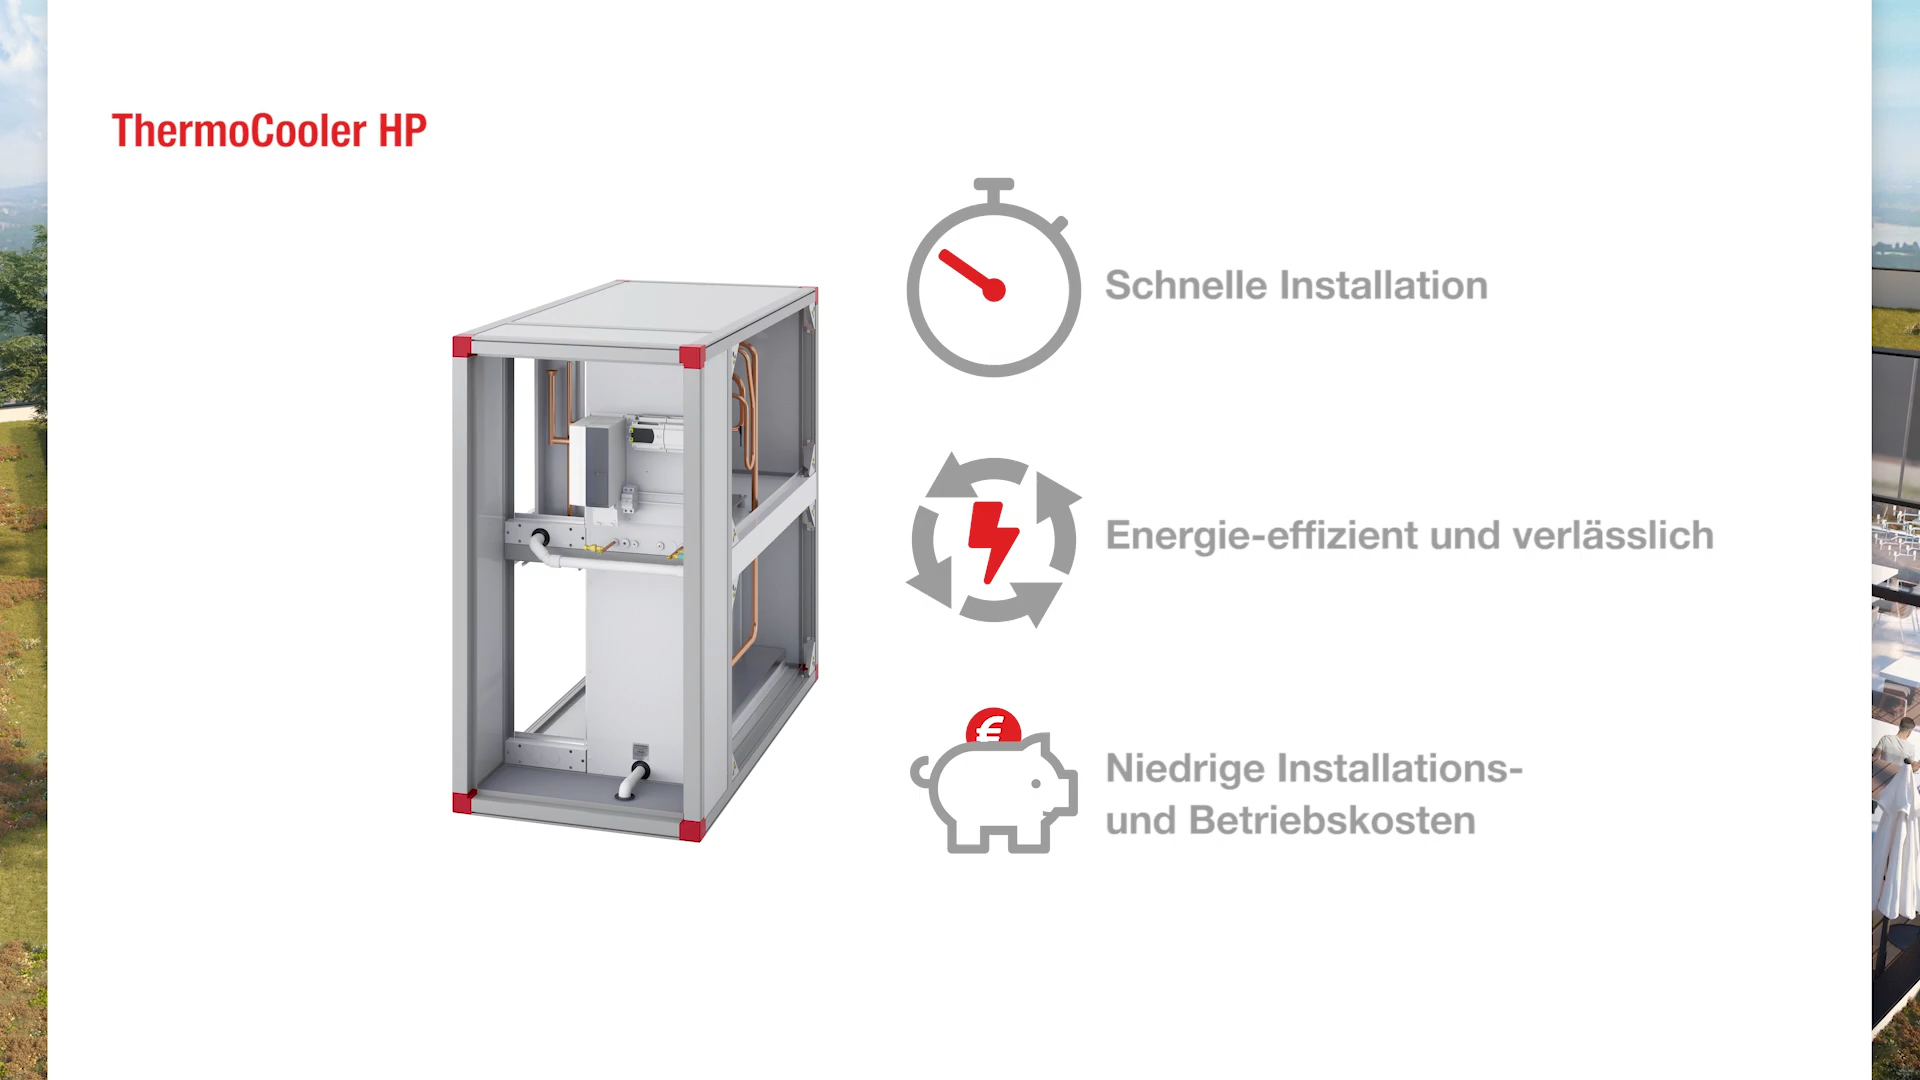 ThermoCooler HP
Schnelle Installation
Energie-effizient und verlässlich
€
Niedrige Installations-
und Betriebskosten